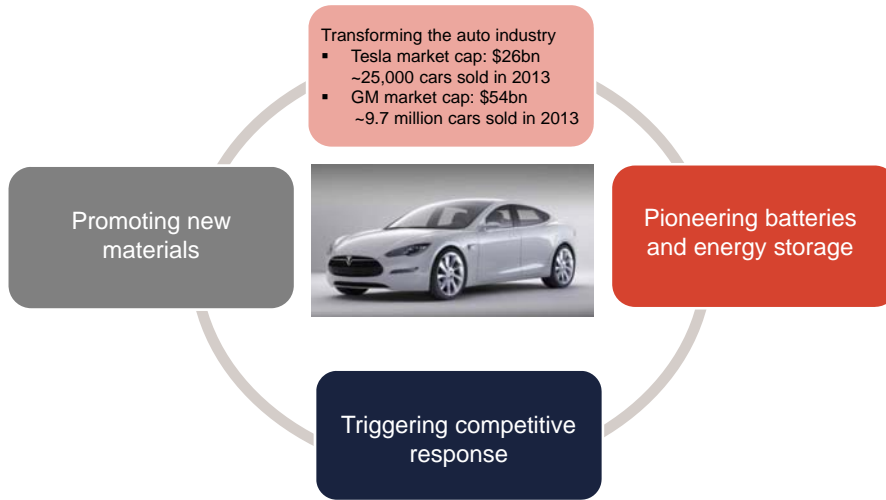 Transforming the auto industry
▪ Tesla market cap: $26bn
~25,000 cars sold in 2013
▪ GM market cap: $54bn
~9.7 million cars sold in 2013
Promoting new
materials
Pioneering batteries
and energy storage
Triggering competitive
response